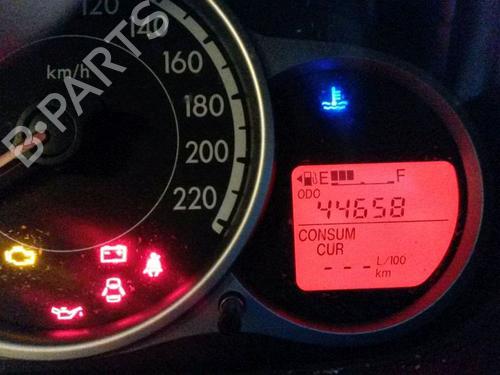 120
140
160
180
200
220
km/h
B-PARTS
E F
ODO
44658
CONSUM
CUR
--- L/100
km